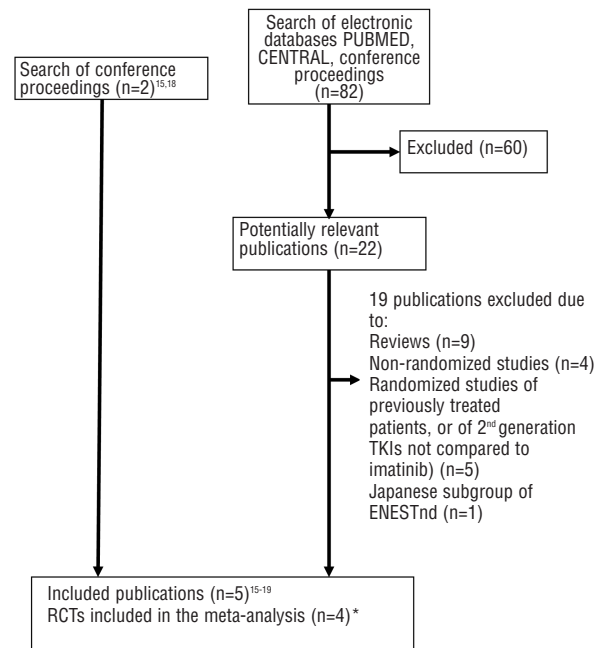 Search of electronic
databases PUBMED,
CENTRAL, conference
proceedings
(n=82)
Search of conference
proceedings (n=2)15,18
Excluded (n=60)
Potentially relevant
publications (n=22)
19 publications excluded due
to:
Reviews (n=9)
Non-randomized studies (n=4)
Randomized studies of
previously treated
patients, or of 2nd generation
TKIs not compared to
imatinib) (n=5)
Japanese subgroup of
ENESTnd (n=1)
Included publications (n=5)15-19
RCTs included in the meta-analysis (n=4)*